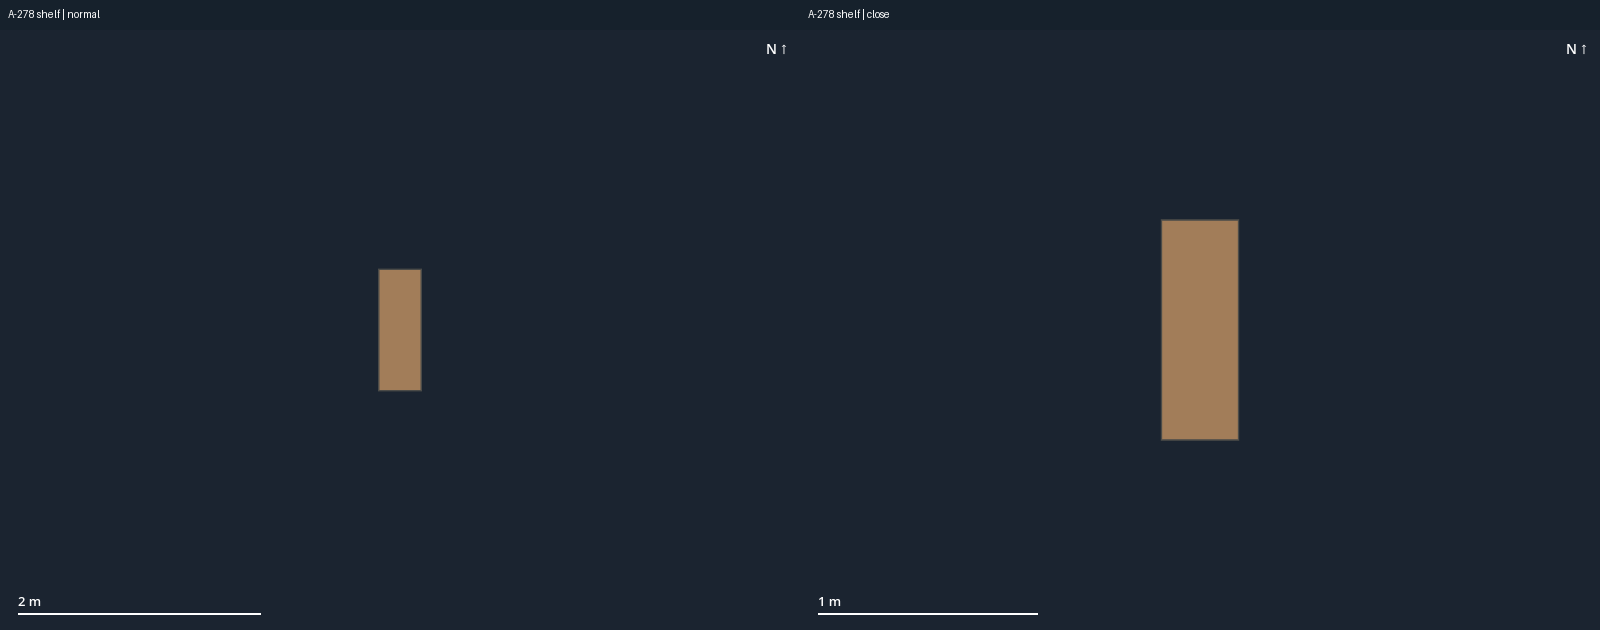 A-278 shelf | normal
N ↑
2 m
A-278 shelf | close
N ↑
1 m